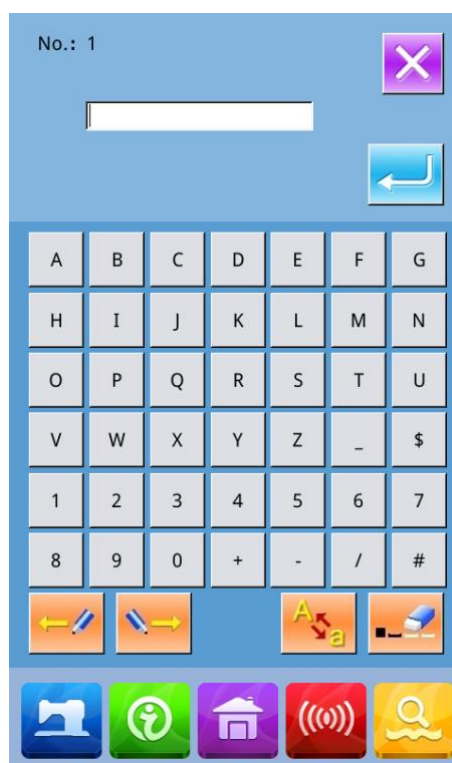 No.: 1
A B C D E F G
H I J K L M N
O P Q R S T U
V W X Y Z _ $
1 2 3 4 5 6 7
8 9 0 + - / #
A a